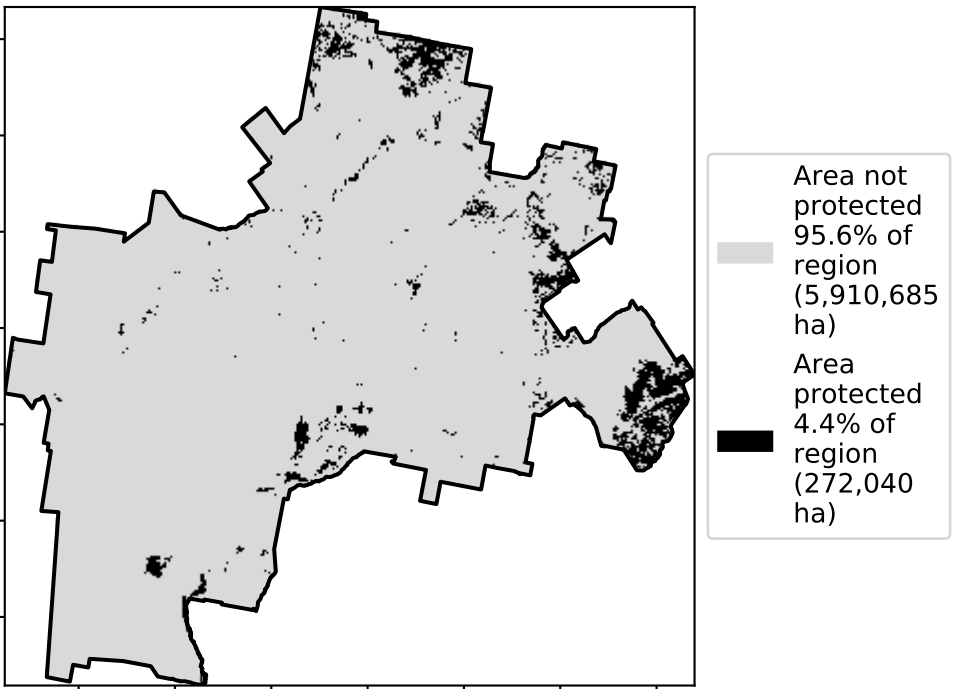 Area not
protected
95.6% of
region
(5,910,685
ha)
Area
protected
4.4% of
region
(272,040
ha)